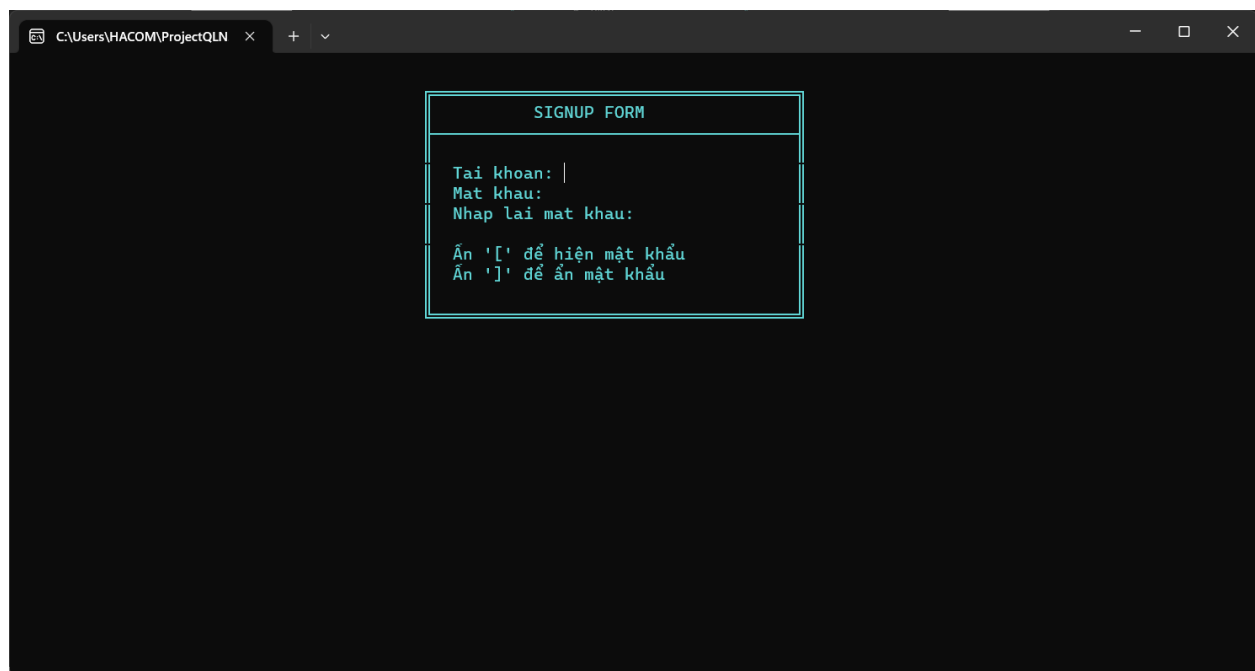 C:\Users\HACOM\ProjectQLN
SIGNUP FORM
Tai khoan:
Mat khau:
Nhap lai mat khau:
Ấn '[' để hiện mật khẩu
Ấn ']' để ẩn mật khẩu